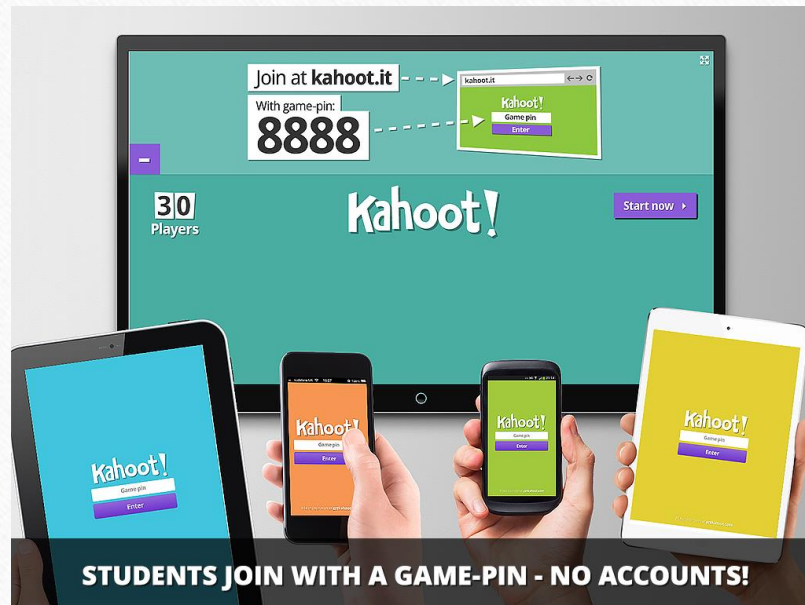 Join at kahoot.it
With game-pin:
8888
kahoot.it
Kahoot!
Game pin
Enter
30
Players
Kahoot!
Start now
Kahoot!
Game pin
Enter
Kahoot!
Game pin
Enter
Kahoot!
Game pin
Enter
Kahoot!
Game pin
Enter
STUDENTS JOIN WITH A GAME-PIN - NO ACCOUNTS!